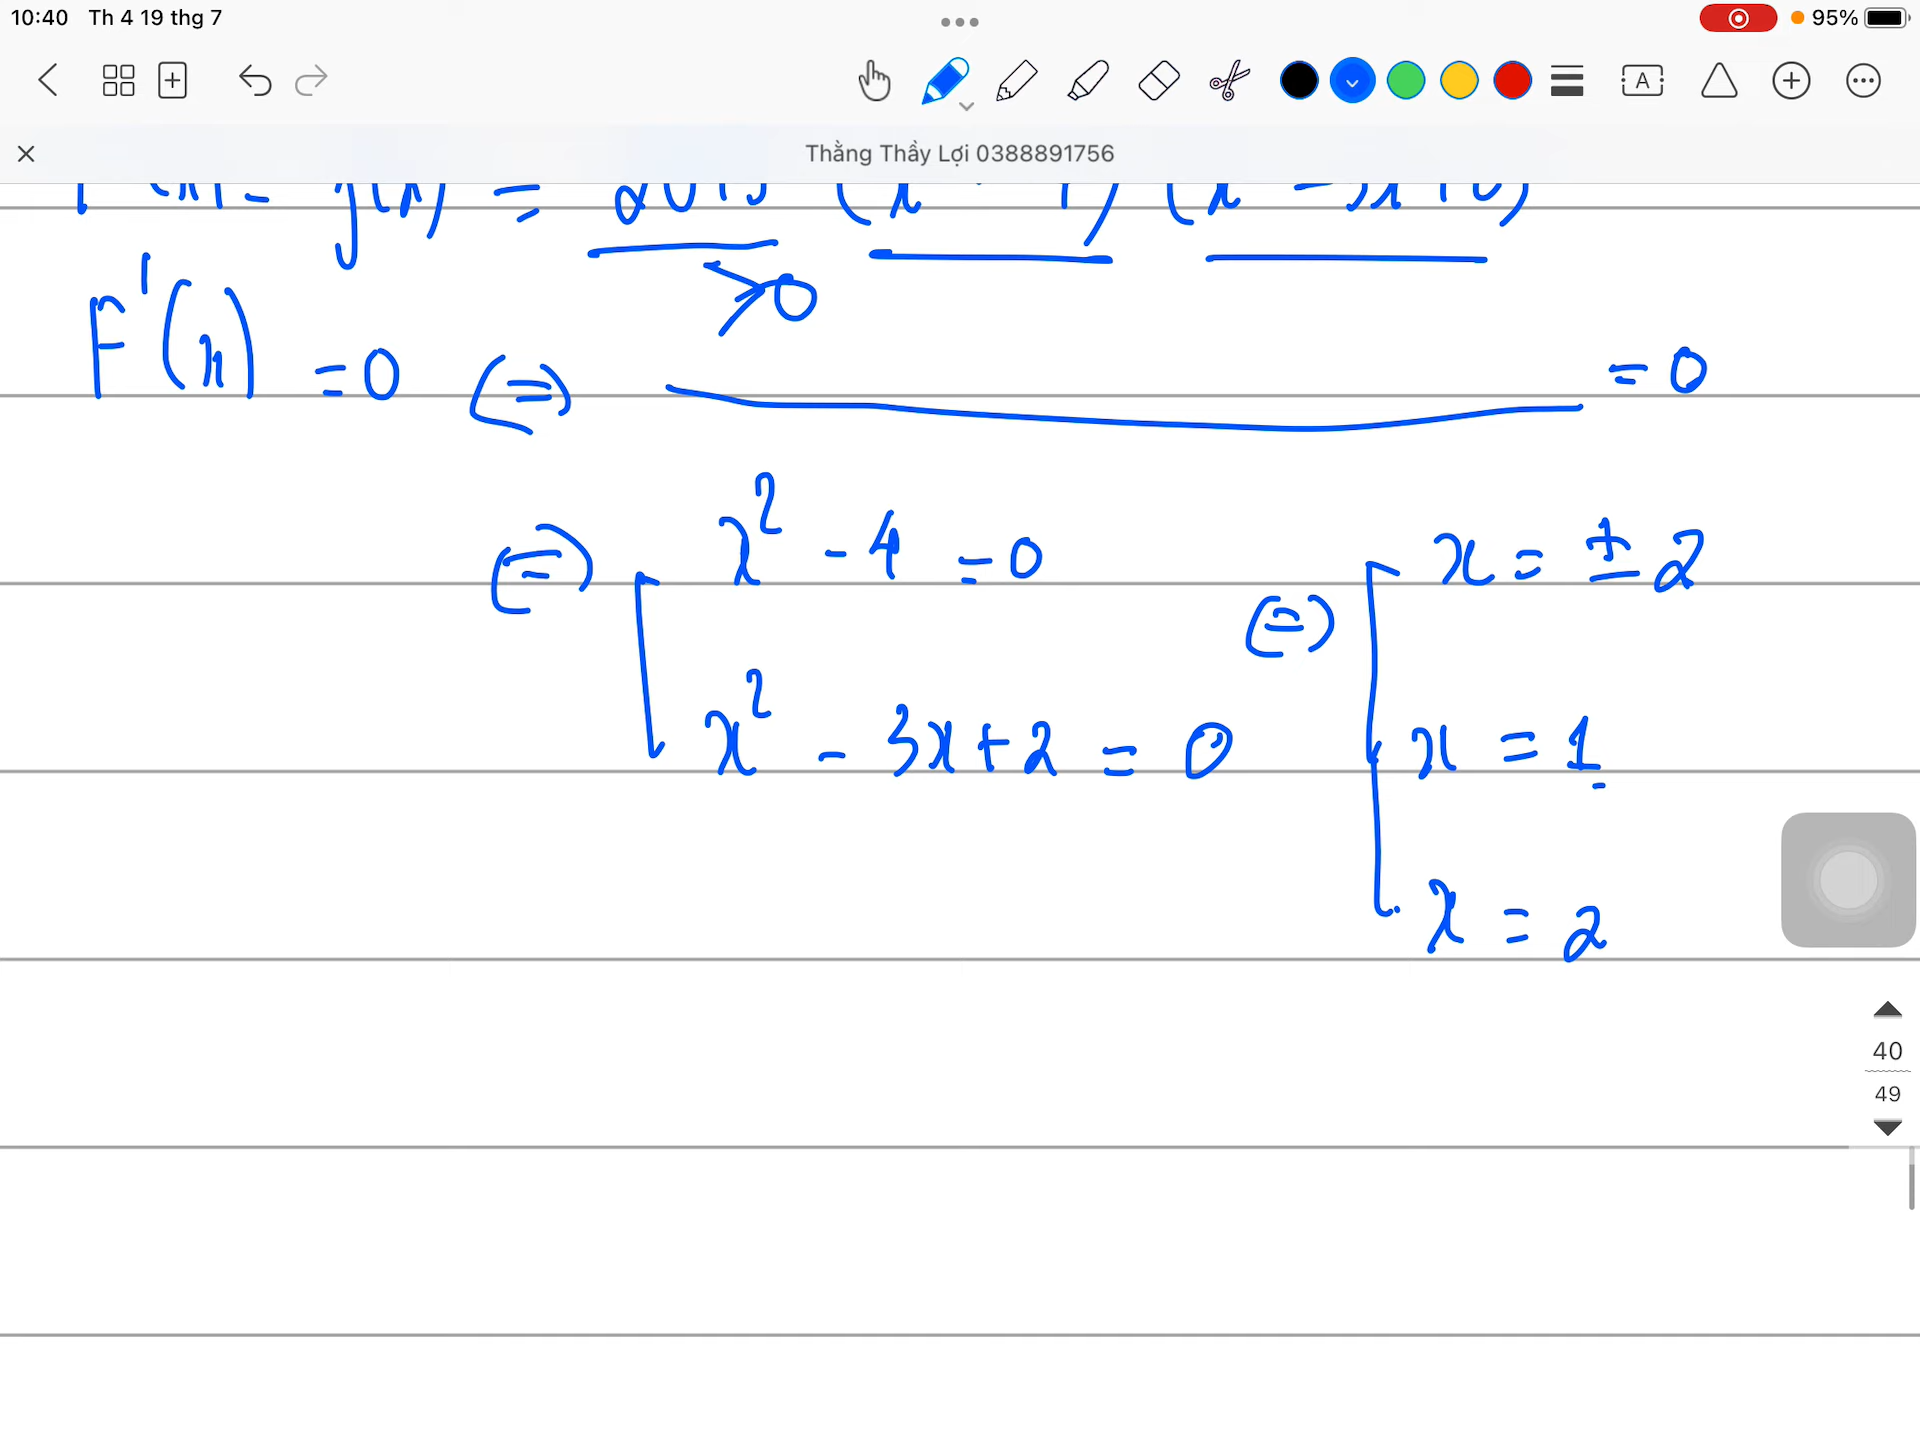 10:40 Th 4 19 thg 7
95%
A
Thằng Thầy Lợi 0388891756
>0
F'(x) =0 (=) = 0
(=) x² - 4 =0 (=) x = ± 2
x² - 3x+2 = 0 x = 1
x = 2
40
49